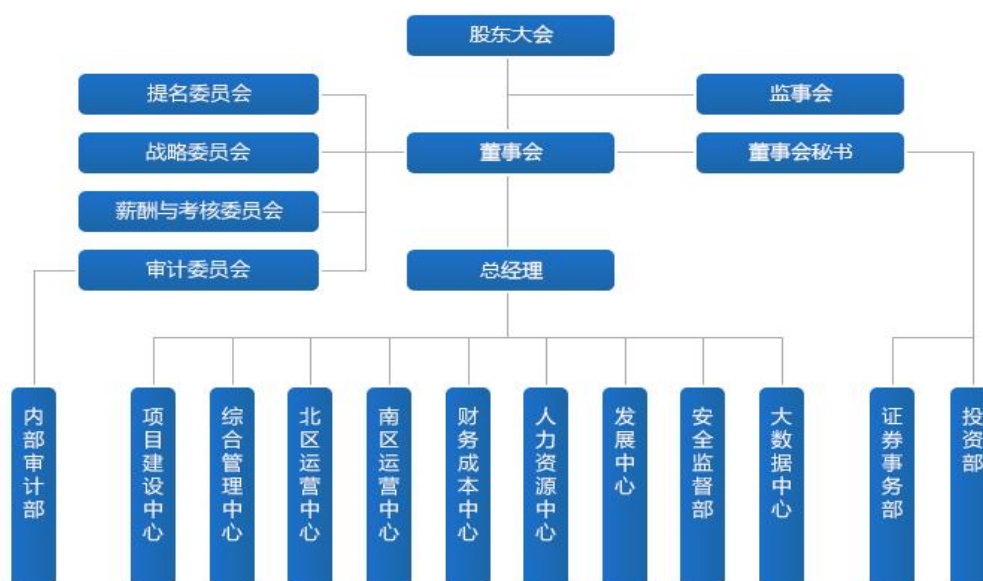 股东大会
提名委员会
监事会
战略委员会
董事会
董事会秘书
薪酬与考核委员会
审计委员会
总经理
内部审计部
项目建设中心
综合管理中心
北区运营中心
南区运营中心
财务成本中心
人力资源中心
发展中心
安全监督部
大数据中心
证券事务部
投资部